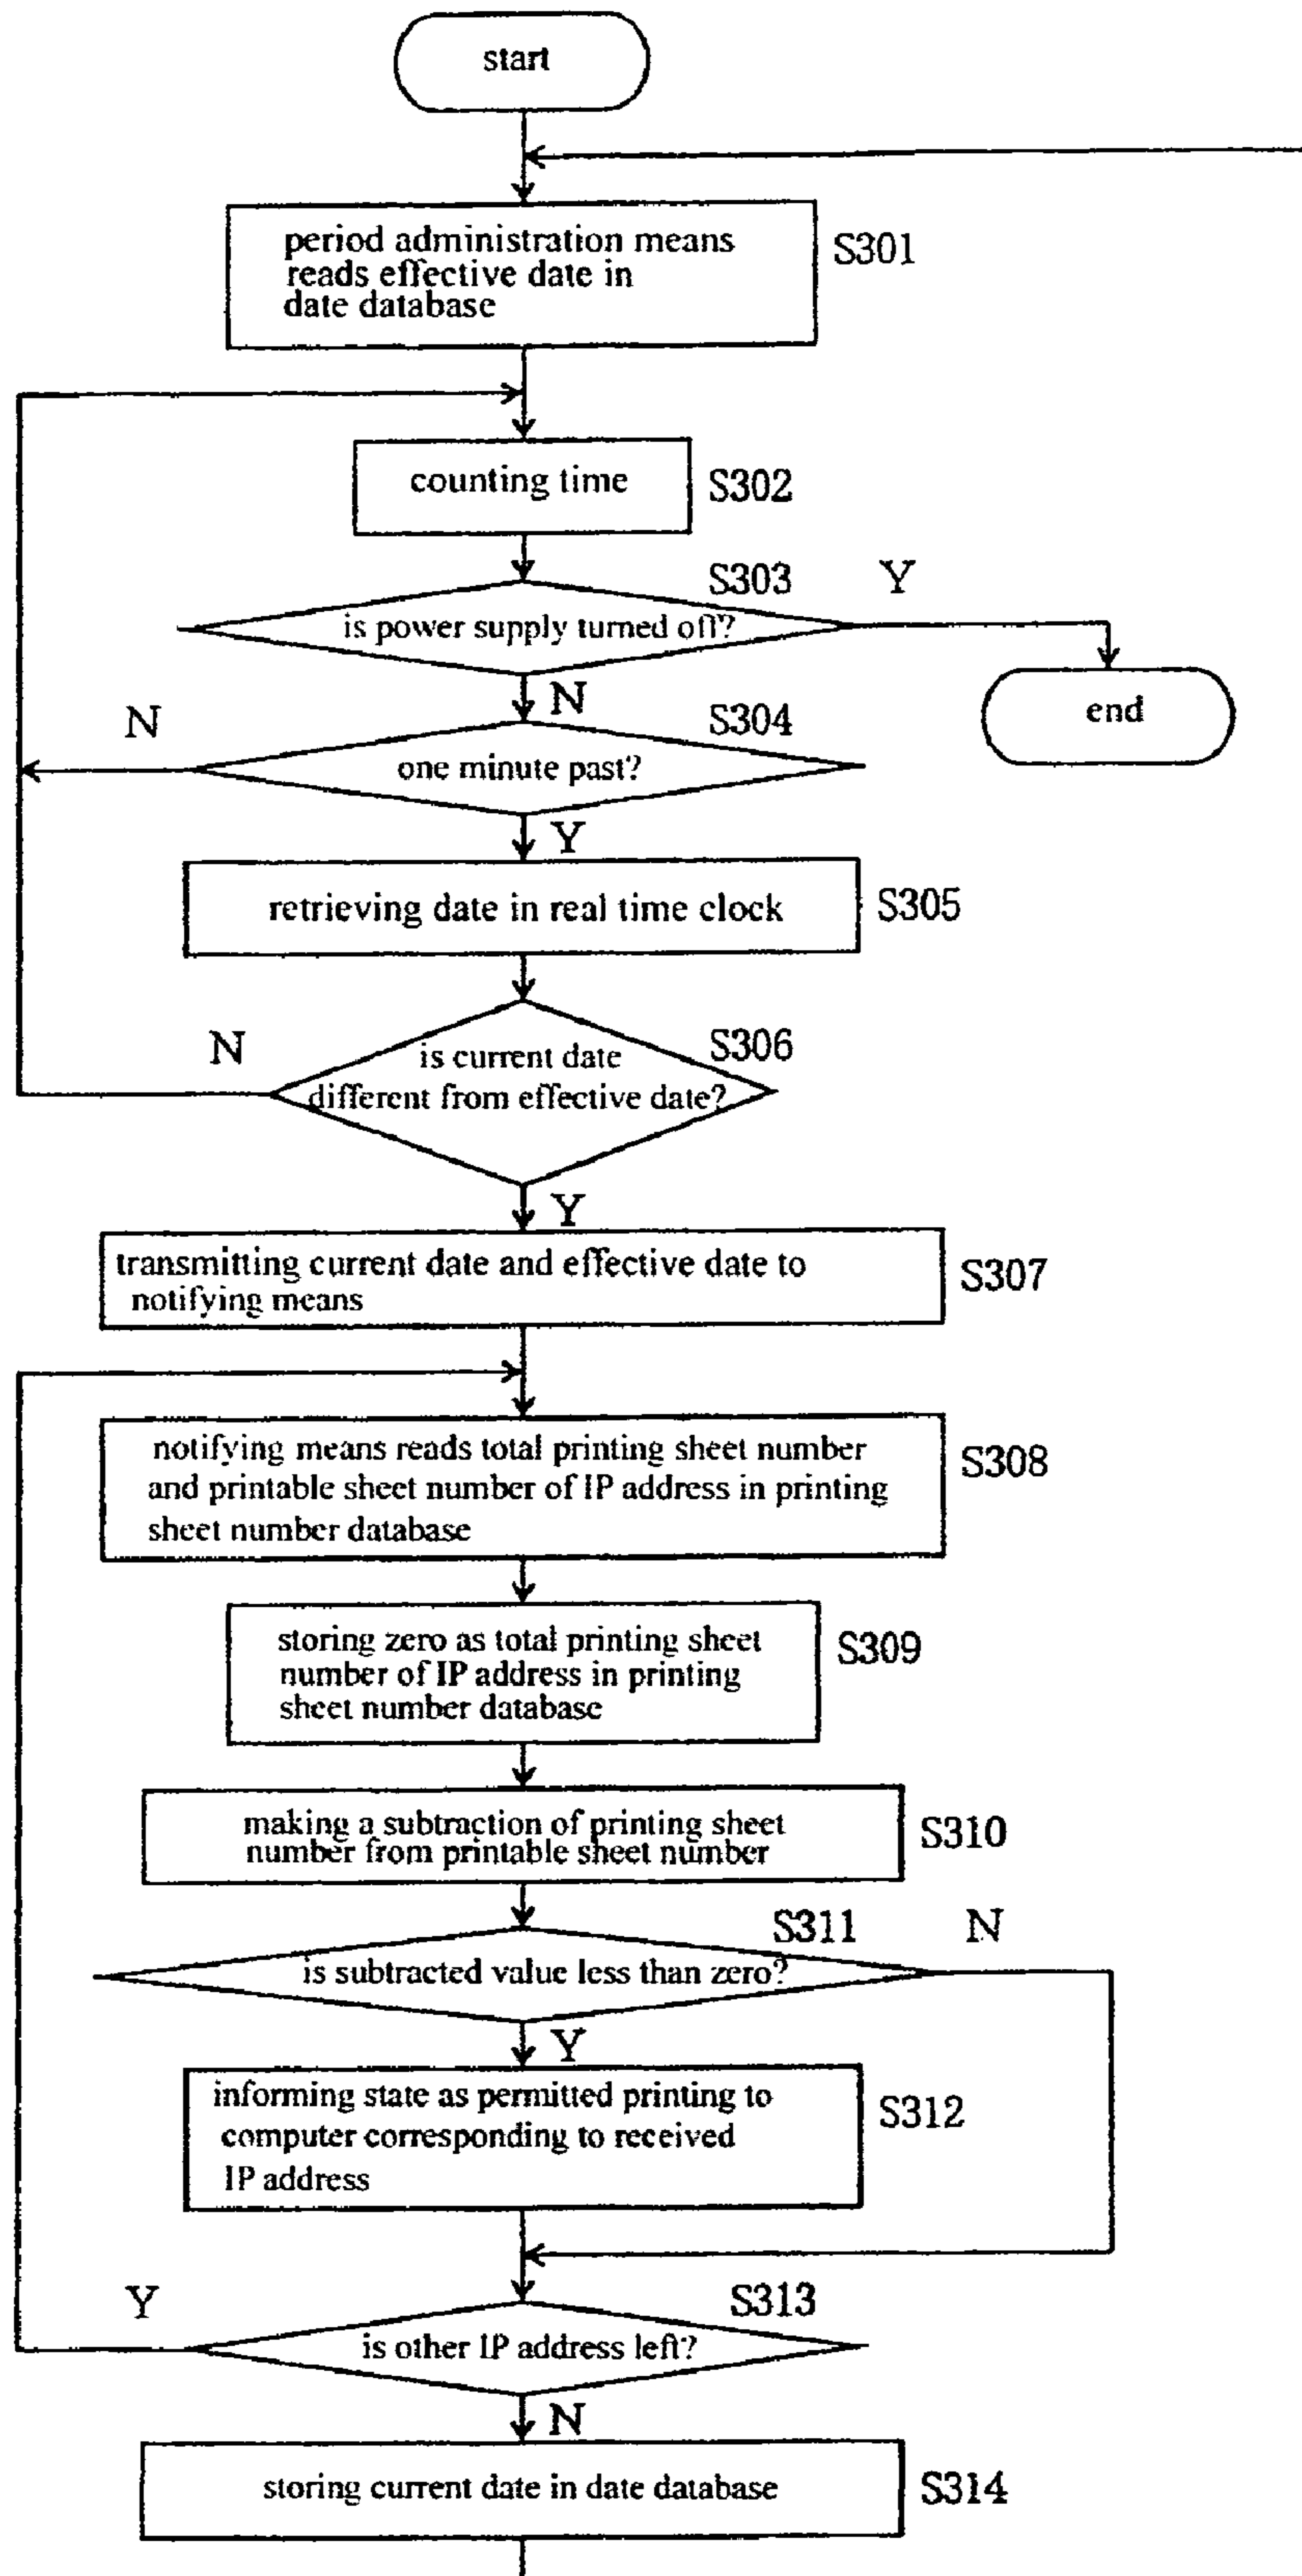 start
period administration means
reads effective date in
date database
S301
counting time
S302
S303
Y
is power supply turned off?
N
end
N
S304
one minute past?
Y
retrieving date in real time clock
S305
N
is current date
S306
different from effective date?
Y
transmitting current date and effective date to
notifying means
S307
notifying means reads total printing sheet number
and printable sheet number of IP address in printing
sheet number database
S308
storing zero as total printing sheet
number of IP address in printing
sheet number database
S309
making a subtraction of printing sheet
number from printable sheet number
S310
S311
N
is subtracted value less than zero?
Y
informing state as permitted printing to
computer corresponding to received
IP address
S312
Y
S313
is other IP address left?
N
storing current date in date database
S314